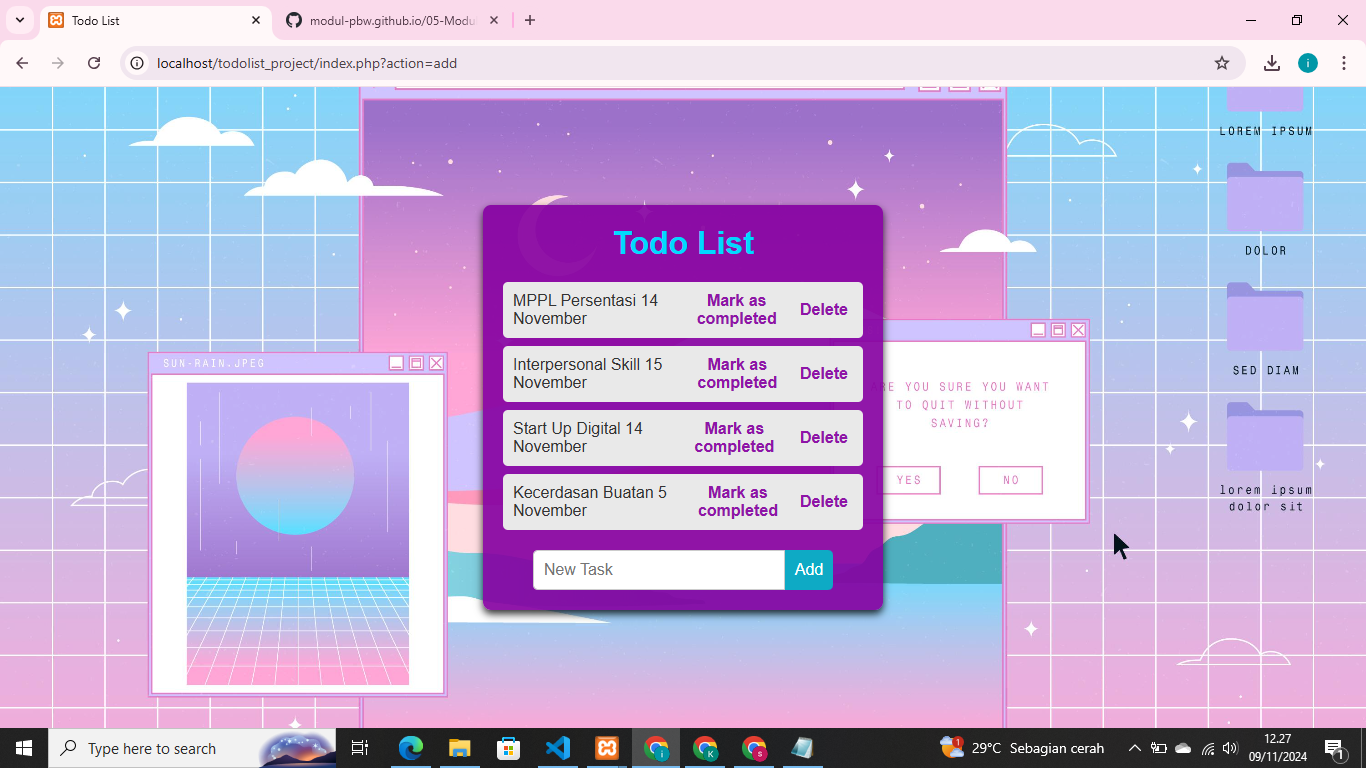 Todo List
modul-pbw.github.io/05-Modu
localhost/todolist_project/index.php?action=add
LOREM IPSUM
DOLOR
SED DIAM
lorem ipsum
dolor sit
SUN-RAIN.JPEG
ARE YOU SURE YOU WANT
TO QUIT WITHOUT
SAVING?
YES
NO
Todo List
MPPL Persentasi 14
November
Mark as
completed
Delete
Interpersonal Skill 15
November
Mark as
completed
Delete
Start Up Digital 14
November
Mark as
completed
Delete
Kecerdasan Buatan 5
November
Mark as
completed
Delete
New Task
Add
Type here to search
29°C Sebagian cerah
12.27
09/11/2024